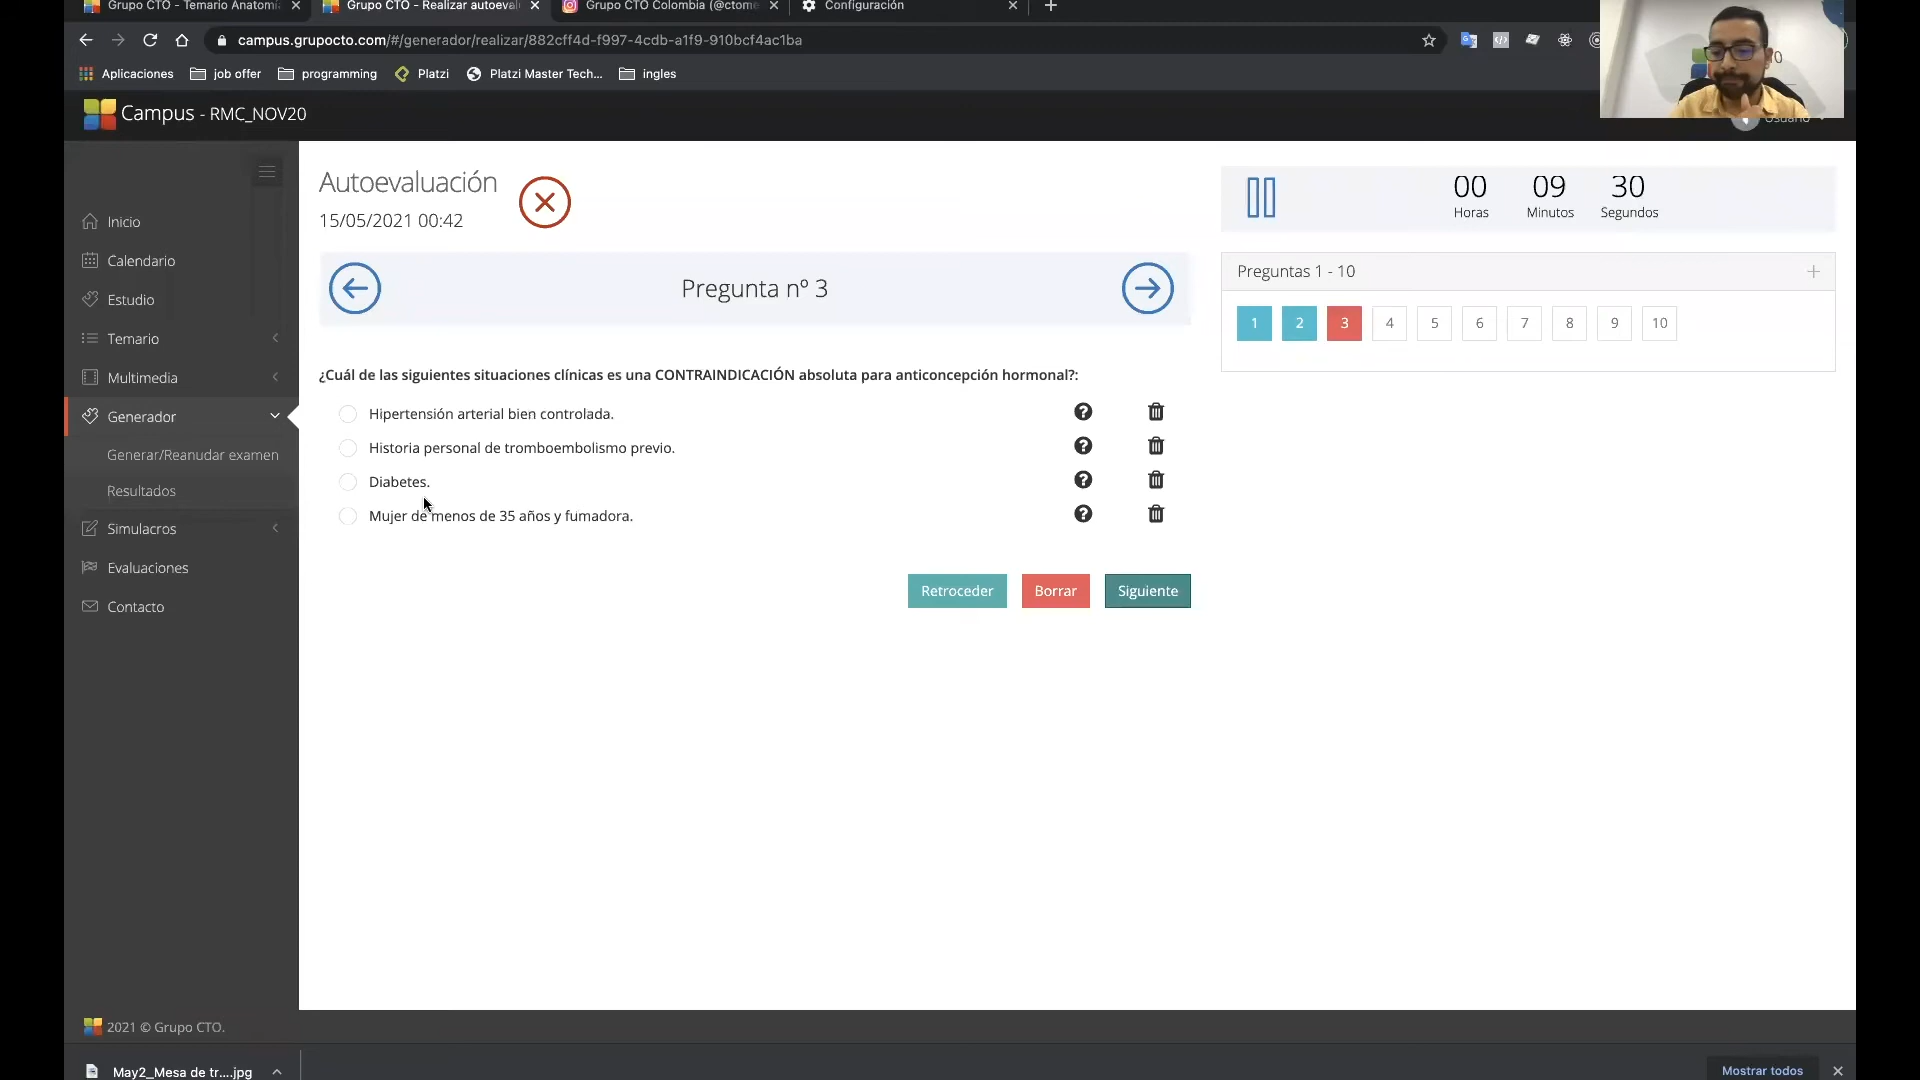 Grupo CTO - Temario Anatomí
Grupo CTO - Realizar autoeval
Grupo CTO Colombia (@ctome
Configuración
campus.grupocto.com/#/generador/realizar/882cff4d-f997-4cdb-a1f9-910bcf4ac1ba
Aplicaciones
job offer
programming
Platzi
Platzi Master Tech...
ingles
Campus - RMC_NOV20
Usuario
Autoevaluación
15/05/2021 00:42
00 09 30
Horas Minutos Segundos
Inicio
Calendario
Estudio
Temario
Multimedia
Generador
Generar/Reanudar examen
Resultados
Simulacros
Evaluaciones
Contacto
Pregunta nº 3
Preguntas 1 - 10
1 2 3 4 5 6 7 8 9 10
¿Cuál de las siguientes situaciones clínicas es una CONTRAINDICACIÓN absoluta para anticoncepción hormonal?:
Hipertensión arterial bien controlada.
Historia personal de tromboembolismo previo.
Diabetes.
Mujer de menos de 35 años y fumadora.
Retroceder
Borrar
Siguiente
2021 © Grupo CTO.
May2_Mesa de tr....jpg
Mostrar todos